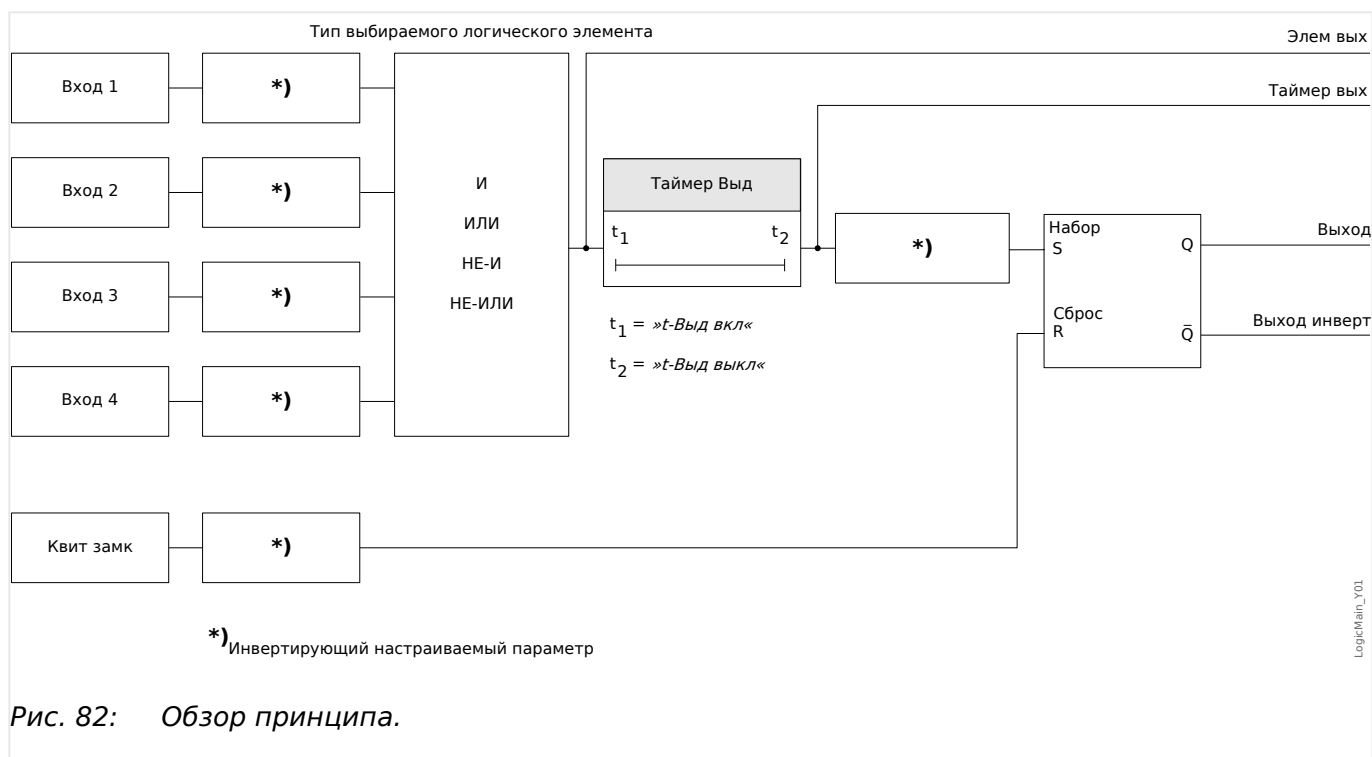 Тип выбираемого логического элемента
Элем вых
Таймер вых
Вход 1
*)
Вход 2
*)
Вход 3
*)
Вход 4
*)
И
ИЛИ
НЕ-И
НЕ-ИЛИ
Таймер Выд
t1 t2
t1 = »t-Выд вкл«
t2 = »t-Выд выкл«
*)
Набор
S
Q
Сброс
R
Q̅
Выход
Выход инверт
Квит замк
*)
*)Инвертирующий настраиваемый параметр
LogicMain_Y01
Рис. 82: Обзор принципа.